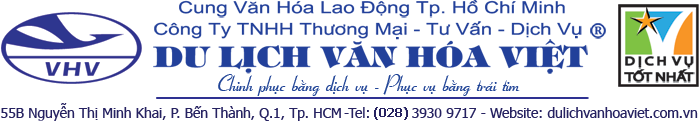 Cung Văn Hóa Lao Động Tp. Hồ Chí Minh
Công Ty TNHH Thương Mại - Tư Vấn - Dịch Vụ ®
DU LỊCH VĂN HÓA VIỆT
Chinh phục bằng dịch vụ - Phục vụ bằng trái tim
VHV
DỊCH VỤ
TỐT NHẤT
55B Nguyễn Thị Minh Khai, P. Bến Thành, Q.1, Tp. HCM -Tel: (028) 3930 9717 - Website: dulichvanhoaviet.com.vn